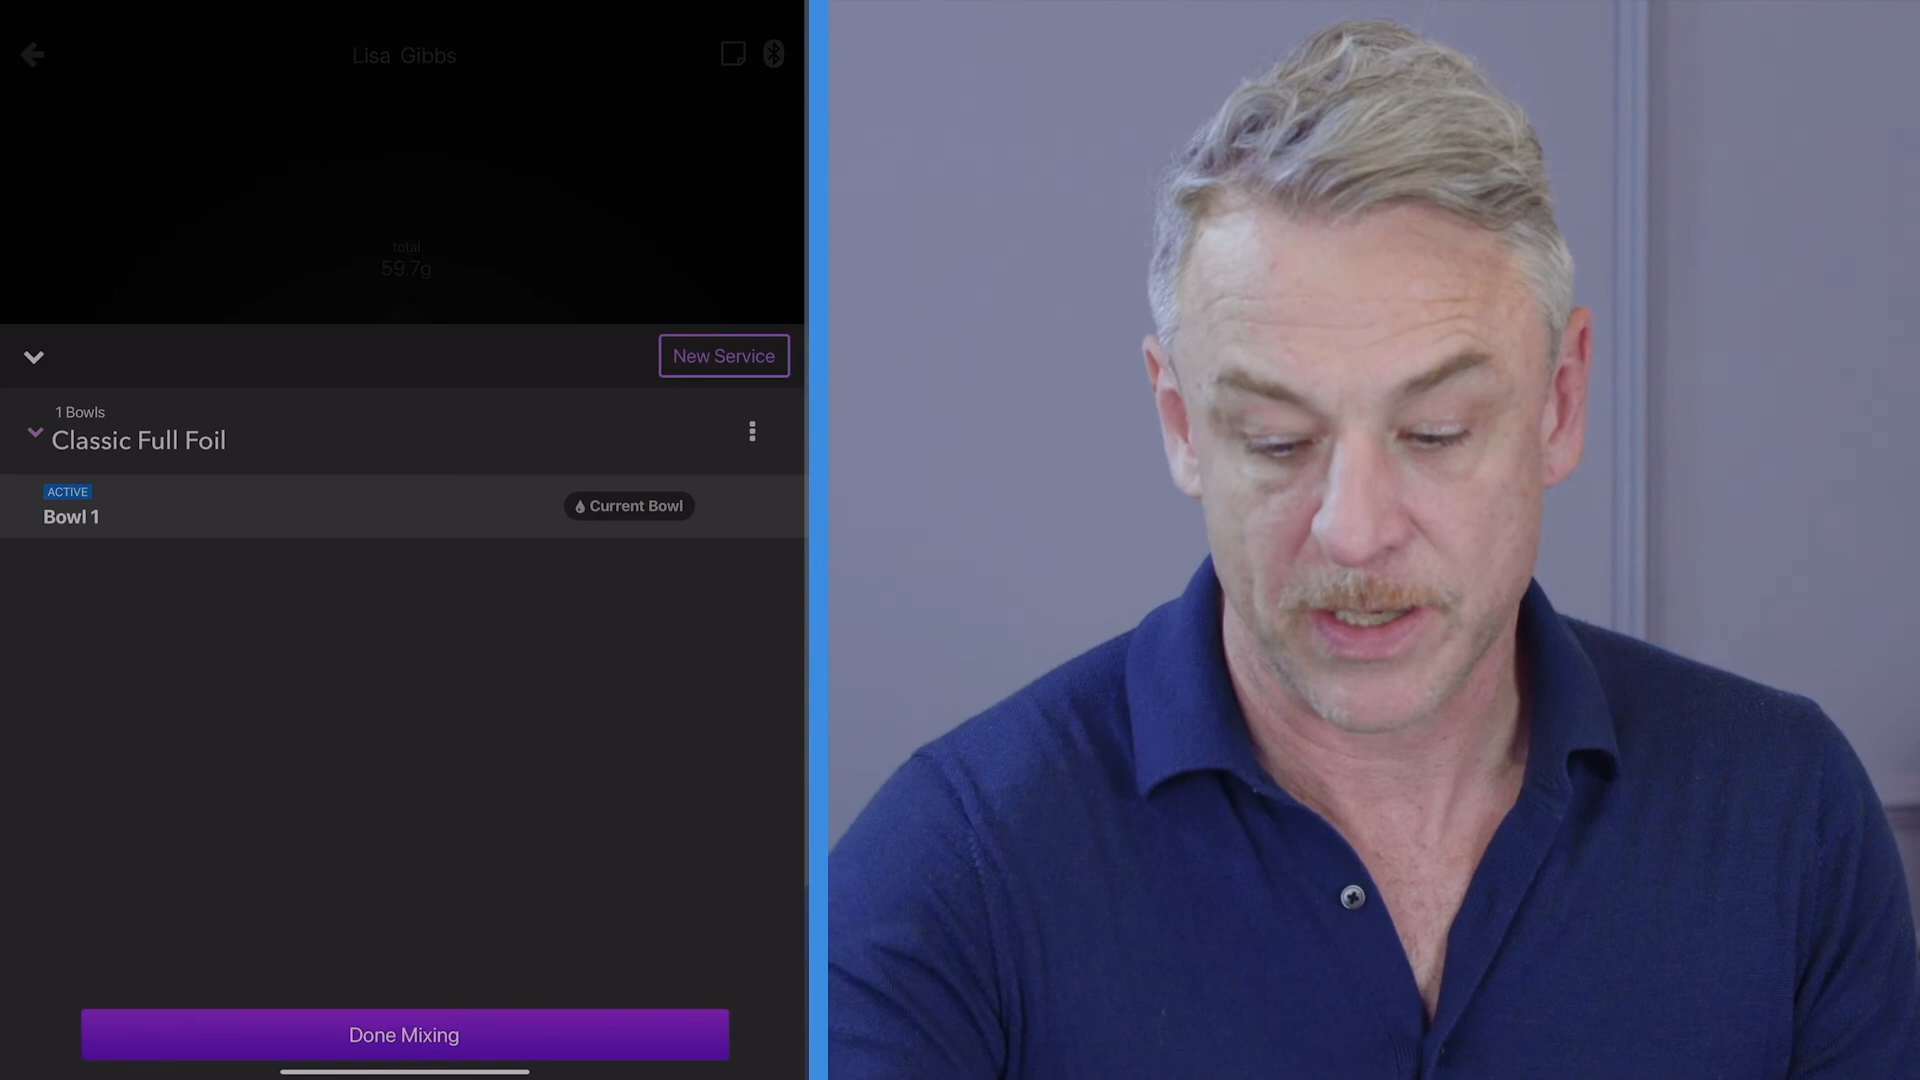 Lisa Gibbs
total
59.7g
New Service
1 Bowls
Classic Full Foil
ACTIVE
Bowl 1
Current Bowl
Done Mixing